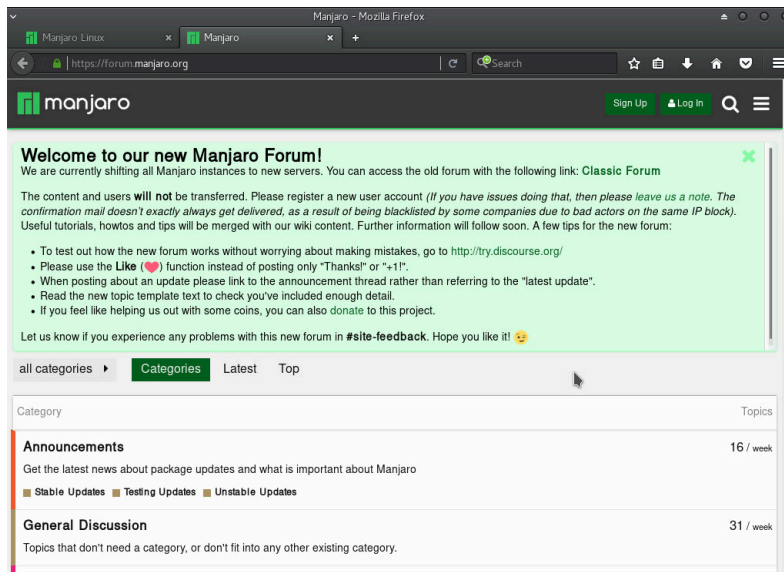 Manjaro - Mozilla Firefox
Manjaro Linux × Manjaro × +
https://forum.manjaro.org Search
manjaro Sign Up Log In
Welcome to our new Manjaro Forum!
We are currently shifting all Manjaro instances to new servers. You can access the old forum with the following link: Classic Forum
The content and users will not be transferred. Please register a new user account (If you have issues doing that, then please leave us a note. The
confirmation mail doesn't exactly always get delivered, as a result of being blacklisted by some companies due to bad actors on the same IP block).
Useful tutorials, howtos and tips will be merged with our wiki content. Further information will follow soon. A few tips for the new forum:
• To test out how the new forum works without worrying about making mistakes, go to http://try.discourse.org/
• Please use the Like (❤) function instead of posting only "Thanks!" or "+1!".
• When posting about an update please link to the announcement thread rather than referring to the "latest update".
• Read the new topic template text to check you've included enough detail.
• If you feel like helping us out with some coins, you can also donate to this project.
Let us know if you experience any problems with this new forum in #site-feedback. Hope you like it! 😉
all categories Categories Latest Top
Category Topics
Announcements 16 / week
Get the latest news about package updates and what is important about Manjaro
Stable Updates Testing Updates Unstable Updates
General Discussion 31 / week
Topics that don't need a category, or don't fit into any other existing category.